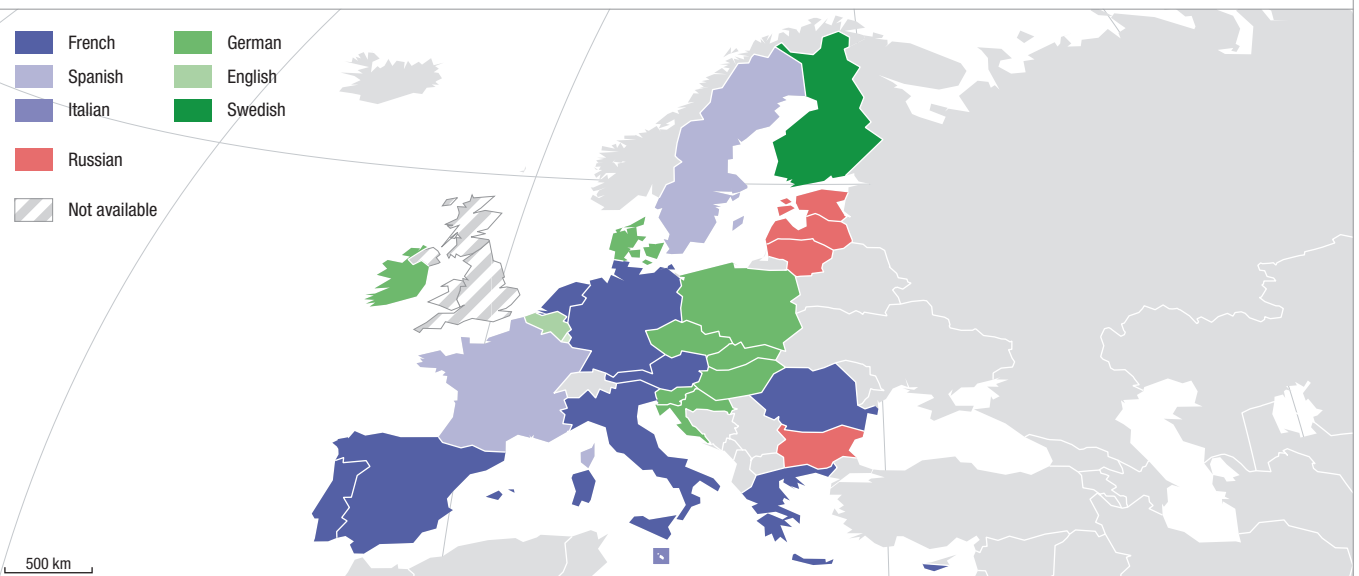 French
Spanish
Italian
Russian
Not available
German
English
Swedish
500 km